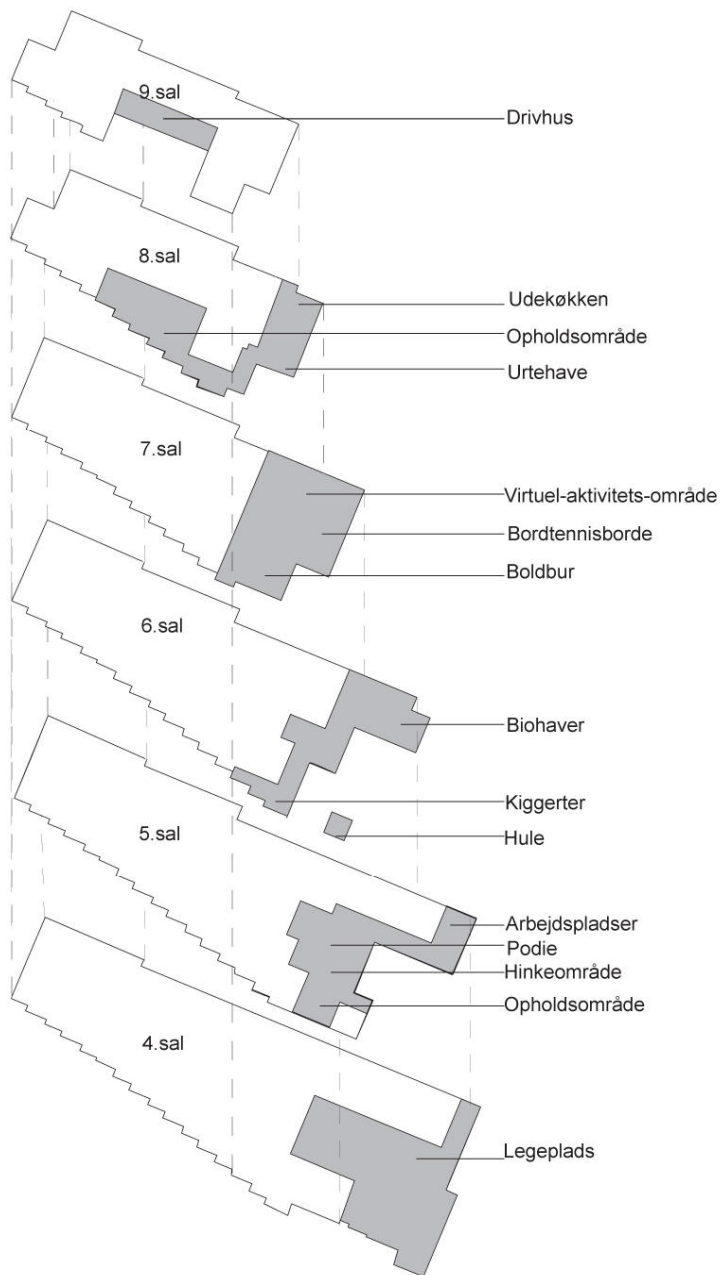 9.sal
Drivhus
8.sal
Udekøkken
Opholdsområde
Urtehave
7.sal
Virtuel-aktivitets-område
Bordtennisborde
Boldbur
6.sal
Biohaver
Kiggerter
Hule
5.sal
Arbejdspladser
Podie
Hinkeområde
Opholdsområde
4.sal
Legeplads